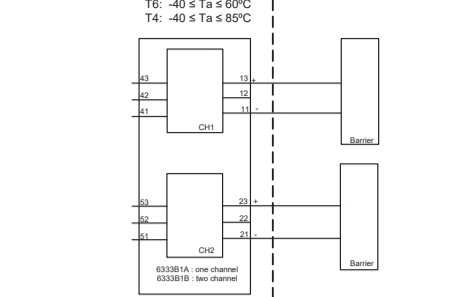 T6: -40 ≤ Ta ≤ 60ºC
T4: -40 ≤ Ta ≤ 85ºC
43
42
41
13 +
12
11 -
CH1
Barrier
53
52
51
23 +
22
21 -
CH2
Barrier
6333B1A : one channel
6333B1B : two channel